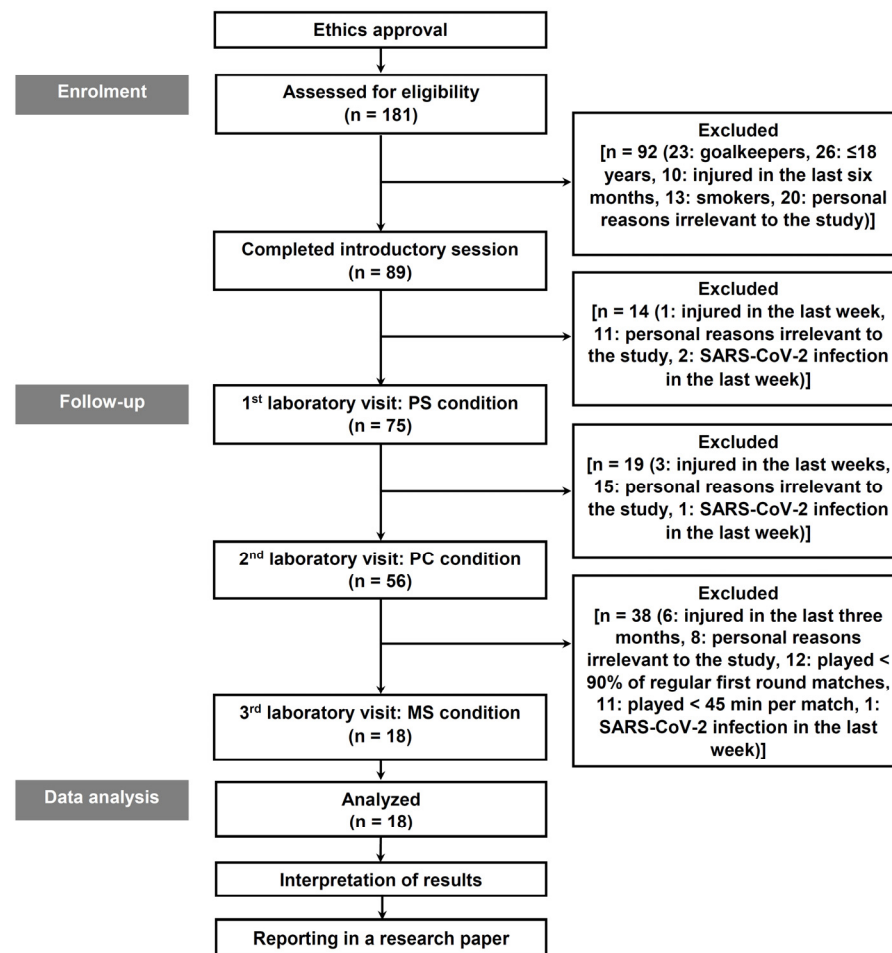 Ethics approval
Enrolment
Assessed for eligibility
(n = 181)
Excluded
[n = 92 (23: goalkeepers, 26: ≤18
years, 10: injured in the last six
months, 13: smokers, 20: personal
reasons irrelevant to the study)]
Completed introductory session
(n = 89)
Excluded
[n = 14 (1: injured in the last week,
11: personal reasons irrelevant to
the study, 2: SARS-CoV-2 infection
in the last week)]
Follow-up
1st laboratory visit: PS condition
(n = 75)
Excluded
[n = 19 (3: injured in the last weeks,
15: personal reasons irrelevant to
the study, 1: SARS-CoV-2 infection
in the last week)]
2nd laboratory visit: PC condition
(n = 56)
Excluded
[n = 38 (6: injured in the last three
months, 8: personal reasons
irrelevant to the study, 12: played <
90% of regular first round matches,
11: played < 45 min per match, 1:
SARS-CoV-2 infection in the last
week)]
3rd laboratory visit: MS condition
(n = 18)
Data analysis
Analyzed
(n = 18)
Interpretation of results
Reporting in a research paper